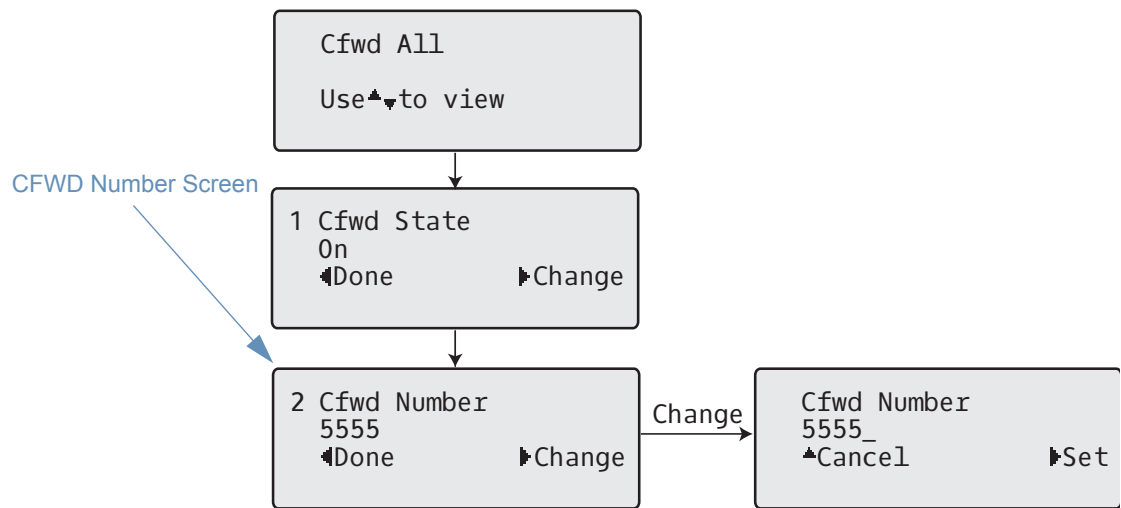 Cfwd All
Use▲▼to view
CFWD Number Screen
1 Cfwd State
On
◀Done ▶Change
2 Cfwd Number
5555
◀Done ▶Change
Change
Cfwd Number
5555_
▲Cancel ▶Set